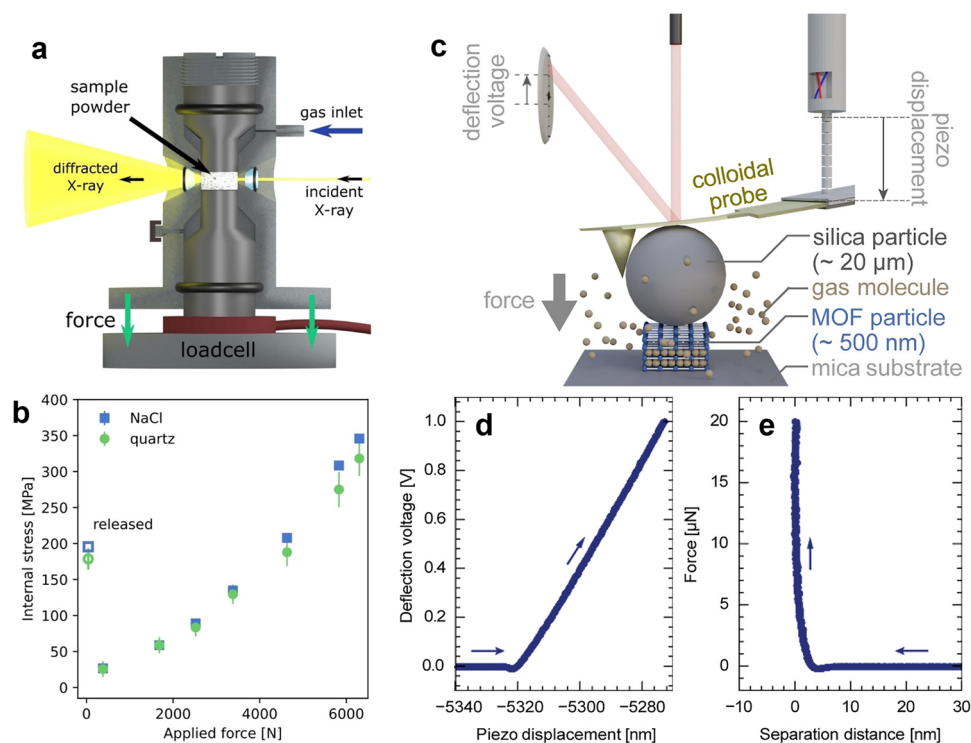 a
sample
powder
gas inlet
diffracted
X-ray
incident
X-ray
force
loadcell
b
Internal stress [MPa]
400
350
300
250
200
150
100
50
0
NaCl
quartz
released
0
2000
4000
6000
Applied force [N]
c
deflection
voltage
piezo
displacement
colloidal
probe
silica particle
(~ 20 μm)
gas molecule
MOF particle
(~ 500 nm)
mica substrate
force
d
Deflection voltage [V]
1.0
0.8
0.6
0.4
0.2
0.0
−5340
−5320
−5300
−5280
Piezo displacement [nm]
e
Force [μN]
20
15
10
5
0
−10
0
10
20
30
Separation distance [nm]